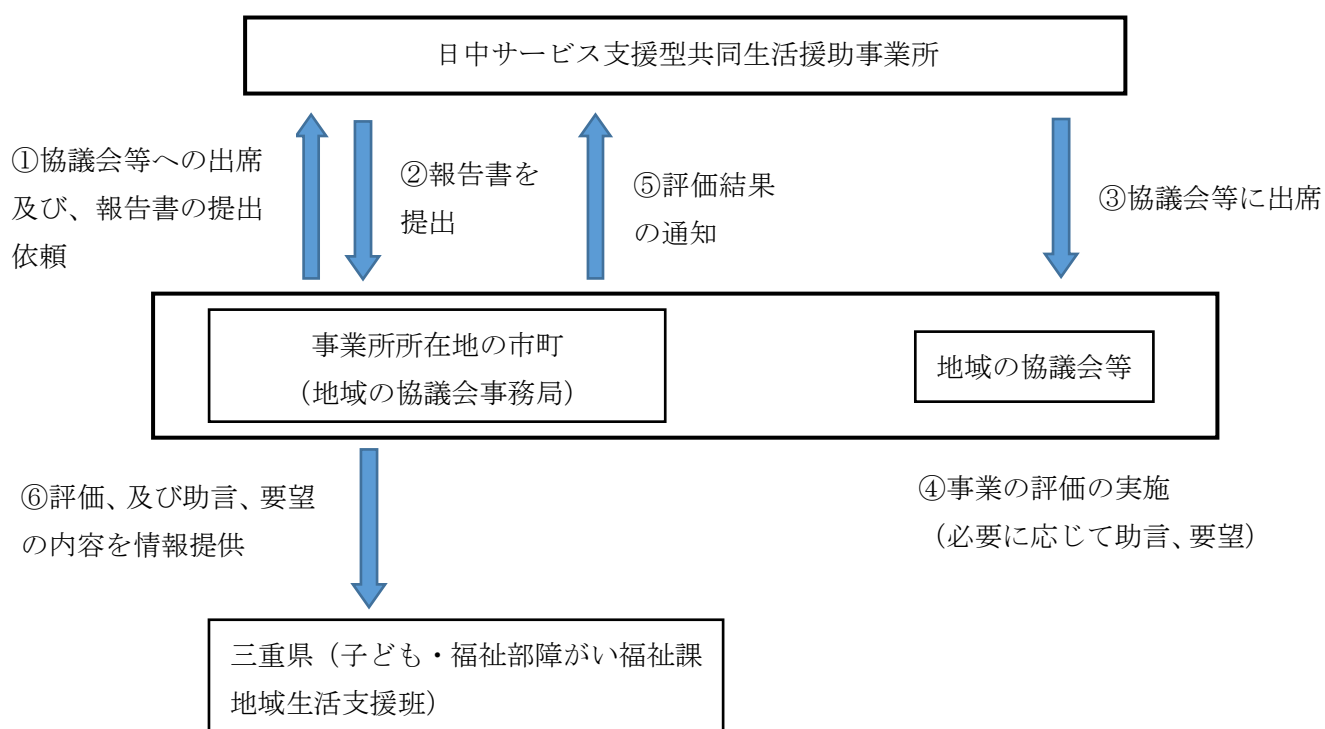 日中サービス支援型共同生活援助事業所
①協議会等への出席
及び、報告書の提出
依頼
②報告書を
提出
⑤評価結果
の通知
③協議会等に出席
事業所所在地の市町
（地域の協議会事務局）
地域の協議会等
⑥評価、及び助言、要望
の内容を情報提供
④事業の評価の実施
（必要に応じて助言、要望）
三重県（子ども・福祉部障がい福祉課
地域生活支援班）